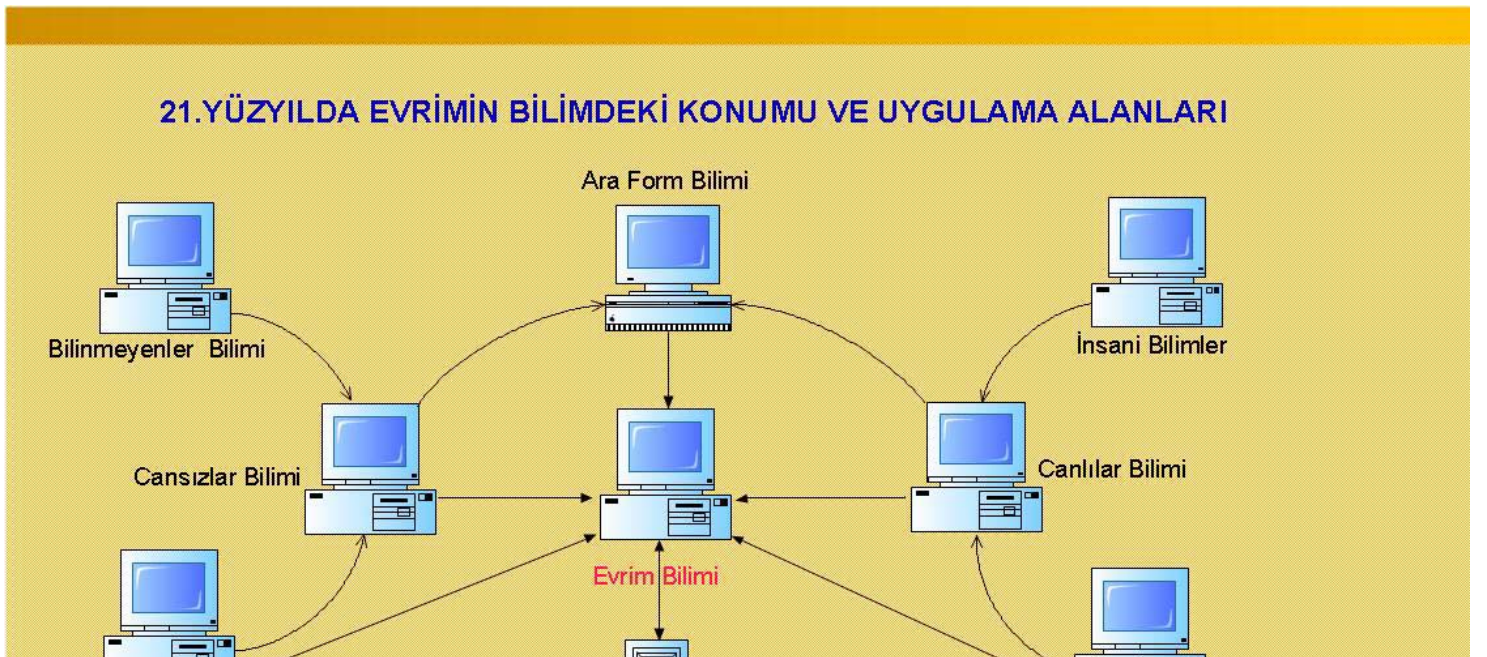 21.YÜZYILDA EVRİMİN BİLİMDEKİ KONUMU VE UYGULAMA ALANLARI
Ara Form Bilimi
Bilinmeyenler Bilimi
İnsani Bilimler
Cansızlar Bilimi
Canlılar Bilimi
Evrim Bilimi